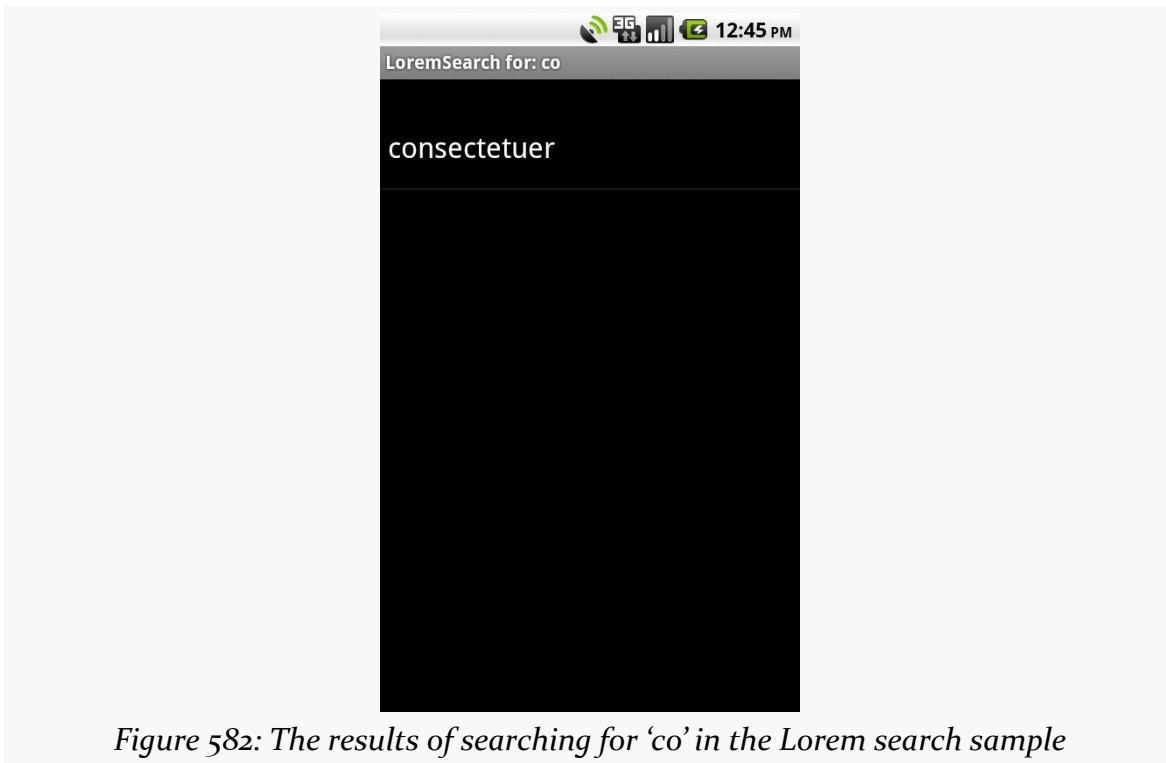 3G 12:45 PM
LoremSearch for: co
consectetuer
Figure 582: The results of searching for ‘co’ in the Lorem search sample